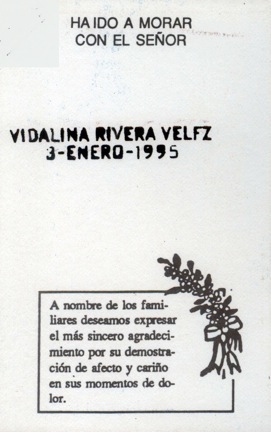 HA IDO A MORAR
CON EL SEÑOR
VIDALINA RIVERA VELFZ
3-ENERO-1995
A nombre de los fami-
liares deseamos expresar
el más sincero agradeci-
miento por su demostra-
ción de afecto y cariño
en sus momentos de do-
lor.